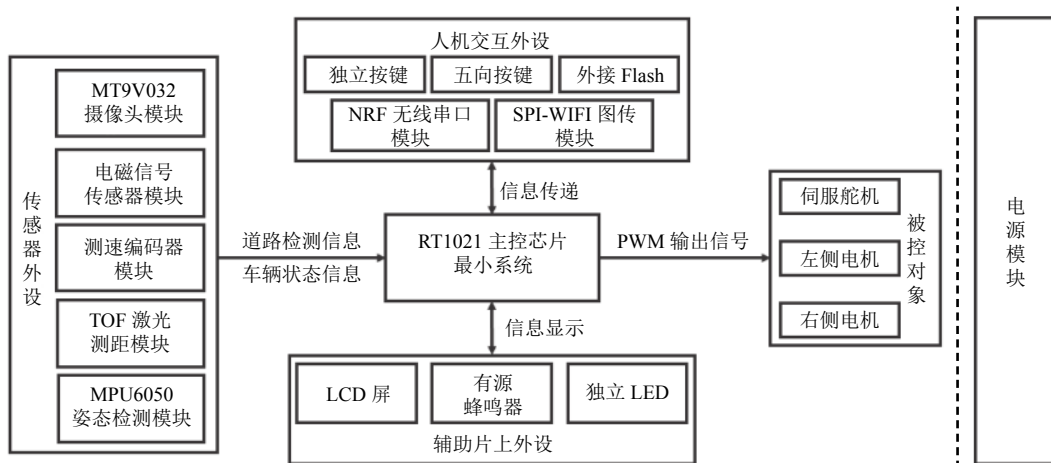 传感器外设
MT9V032
摄像头模块
电磁信号
传感器模块
测速编码器
模块
TOF 激光
测距模块
MPU6050
姿态检测模块
道路检测信息
车辆状态信息
人机交互外设
独立按键
五向按键
外接 Flash
NRF 无线串口
模块
SPI-WIFI 图传
模块
信息传递
RT1021 主控芯片
最小系统
信息显示
LCD 屏
有源
蜂鸣器
独立 LED
辅助片上外设
PWM 输出信号
伺服舵机
左侧电机
右侧电机
被控对象
电源模块